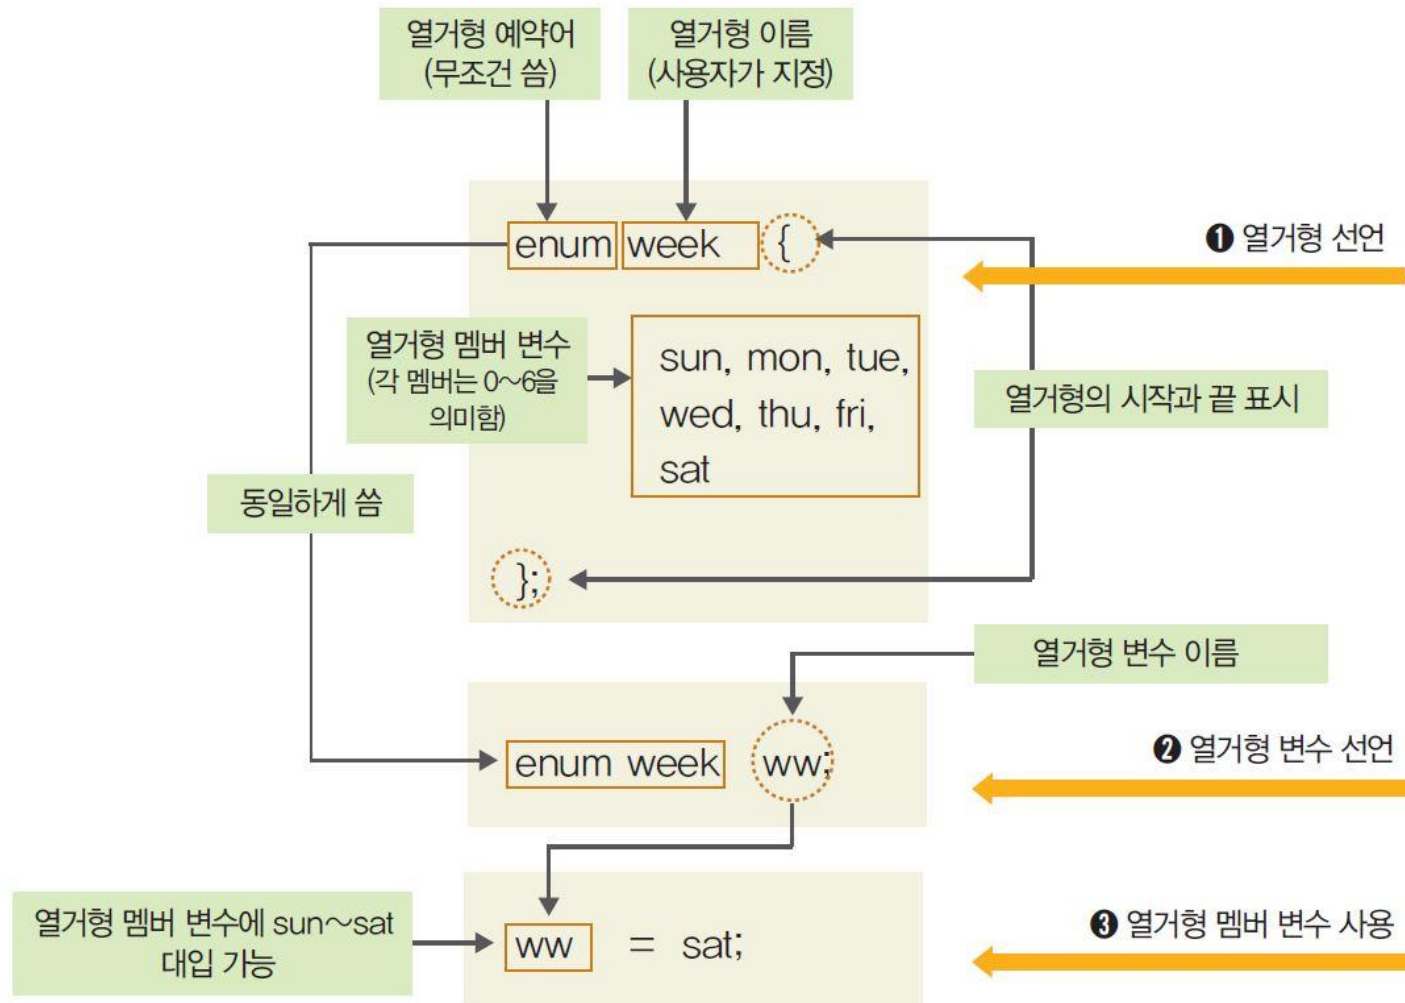 열거형 예약어
(무조건 씀)
열거형 이름
(사용자가 지정)
enum week {
❶ 열거형 선언
열거형 멤버 변수
(각 멤버는 0~6을
의미함)
sun, mon, tue,
wed, thu, fri,
sat
열거형의 시작과 끝 표시
동일하게 씀
};
열거형 변수 이름
enum week ww;
❷ 열거형 변수 선언
열거형 멤버 변수에 sun~sat
대입 가능
ww = sat;
❸ 열거형 멤버 변수 사용